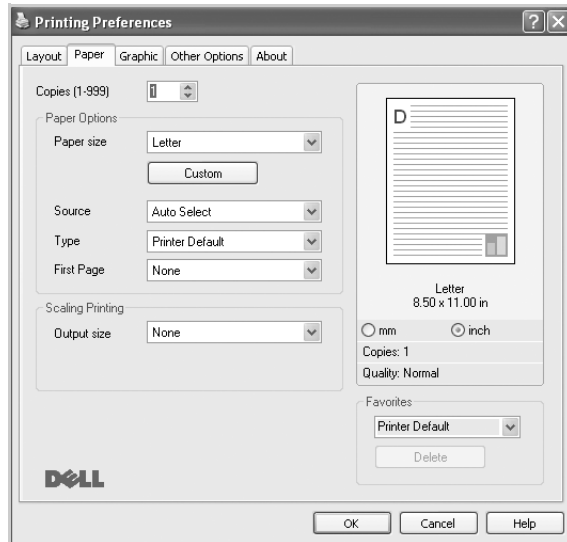 Printing Preferences
Layout Paper Graphic Other Options About
Copies (1-999) 1
Paper Options
Paper size Letter
Custom
Source Auto Select
Type Printer Default
First Page None
Scaling Printing
Output size None
D
Letter
8.50 x 11.00 in
mm inch
Copies: 1
Quality: Normal
Favorites
Printer Default
Delete
DELL
OK Cancel Help